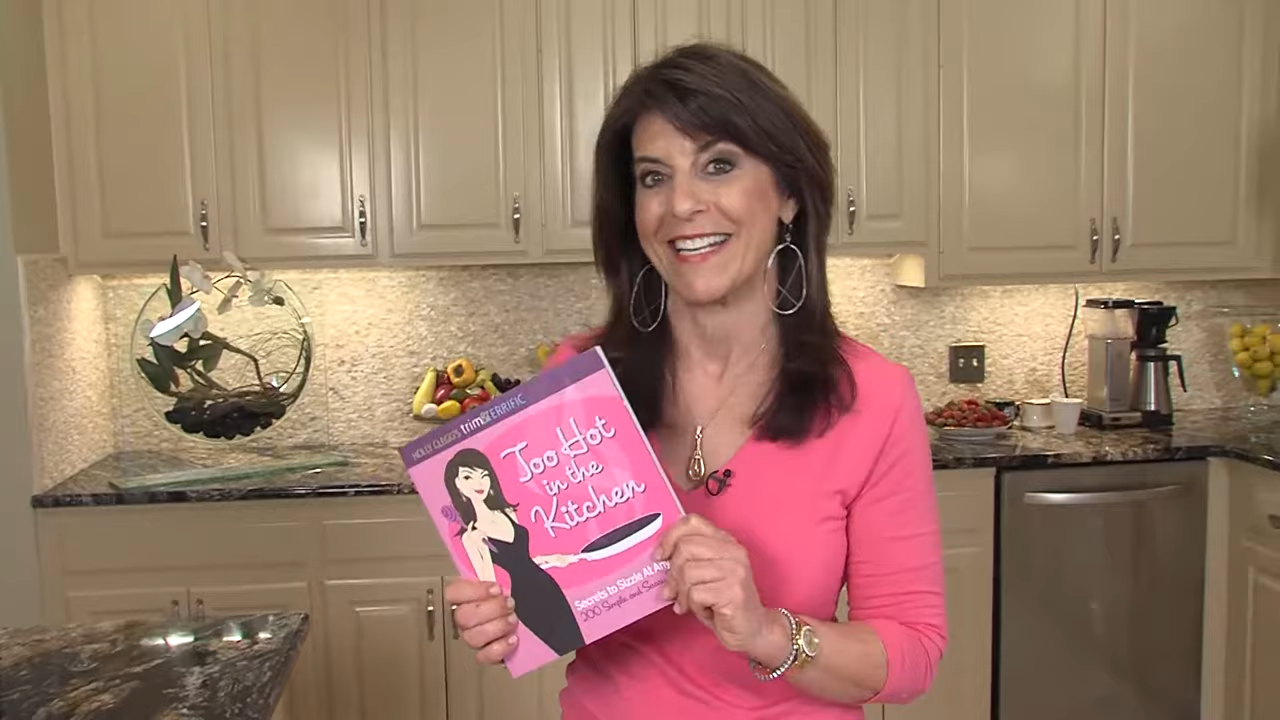 HOLLY CLEGG'S trim&TERRIFIC
Too Hot
in the
Kitchen
Secrets to Sizzle At Any
200 Simple and